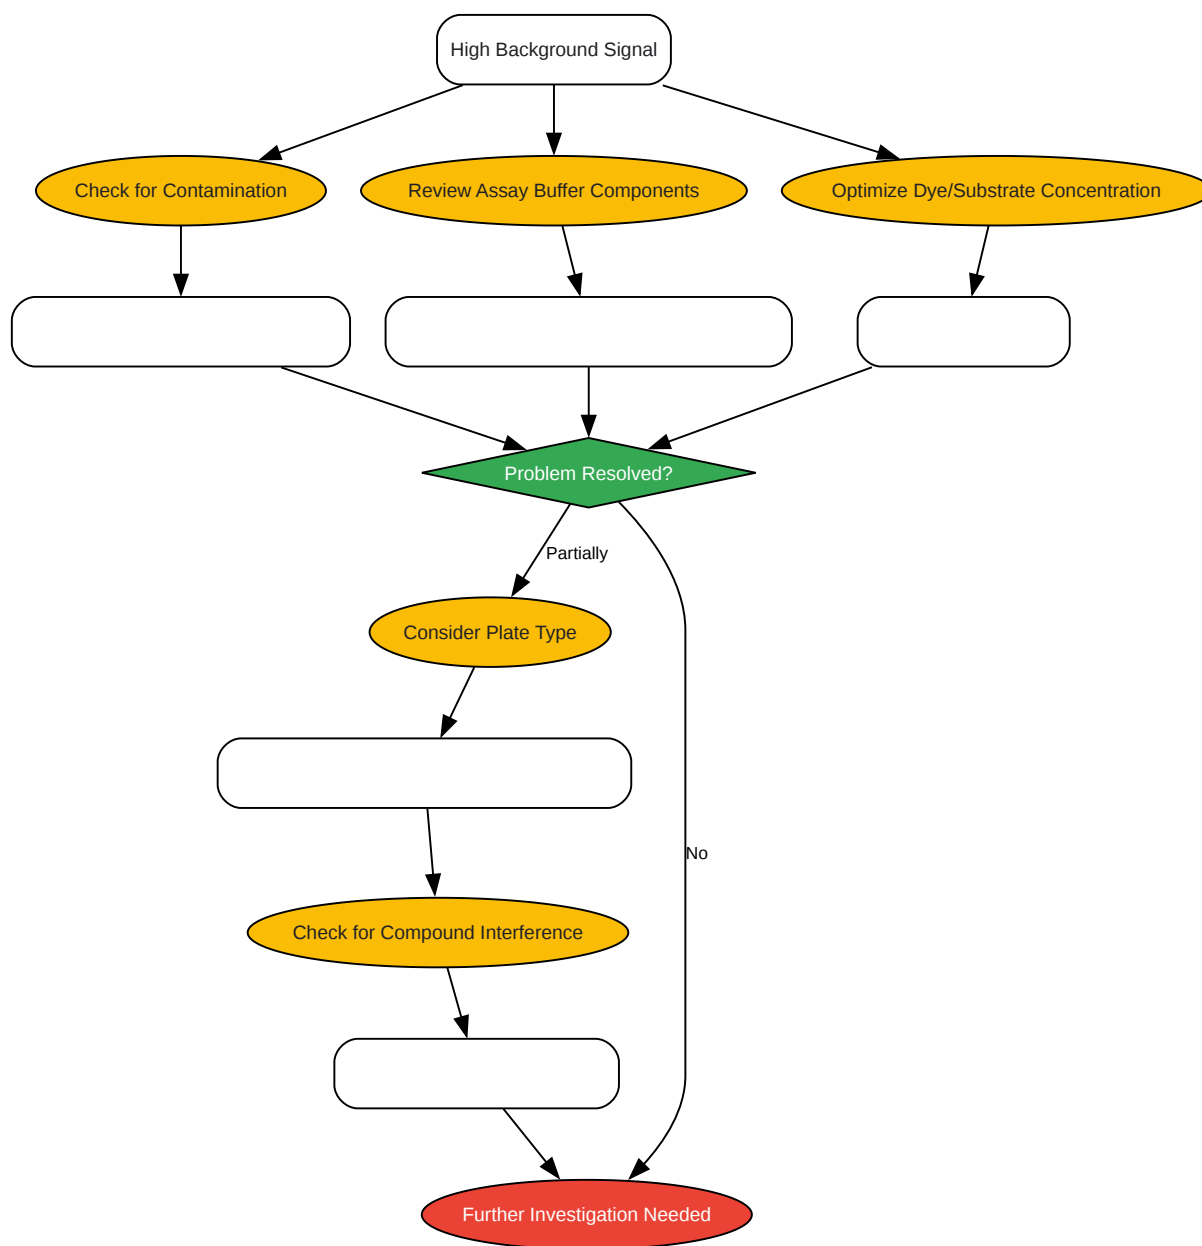 High Background Signal
Check for Contamination
Review Assay Buffer Components
Optimize Dye/Substrate Concentration
Problem Resolved?
Partially
Consider Plate Type
No
Check for Compound Interference
Further Investigation Needed